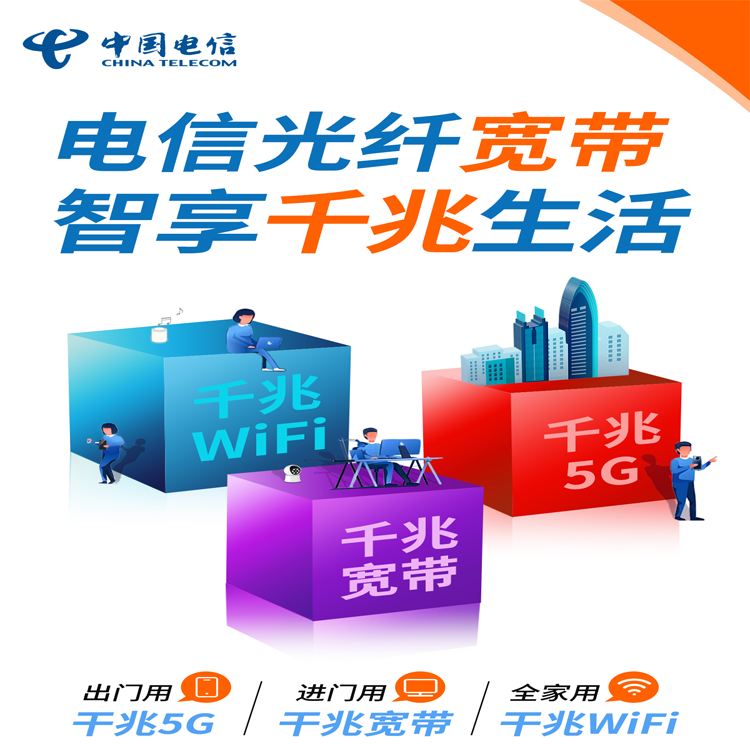 中国电信
CHINA TELECOM
电信光纤宽带
智享千兆生活
千兆
WiFi
千兆
5G
千兆
宽带
出门用
千兆5G
进门用
千兆宽带
全家用
千兆WiFi